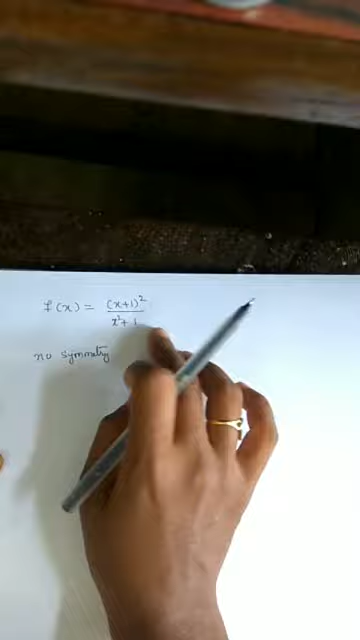 f(x) = (x+1)²/x²+1
no symmetry